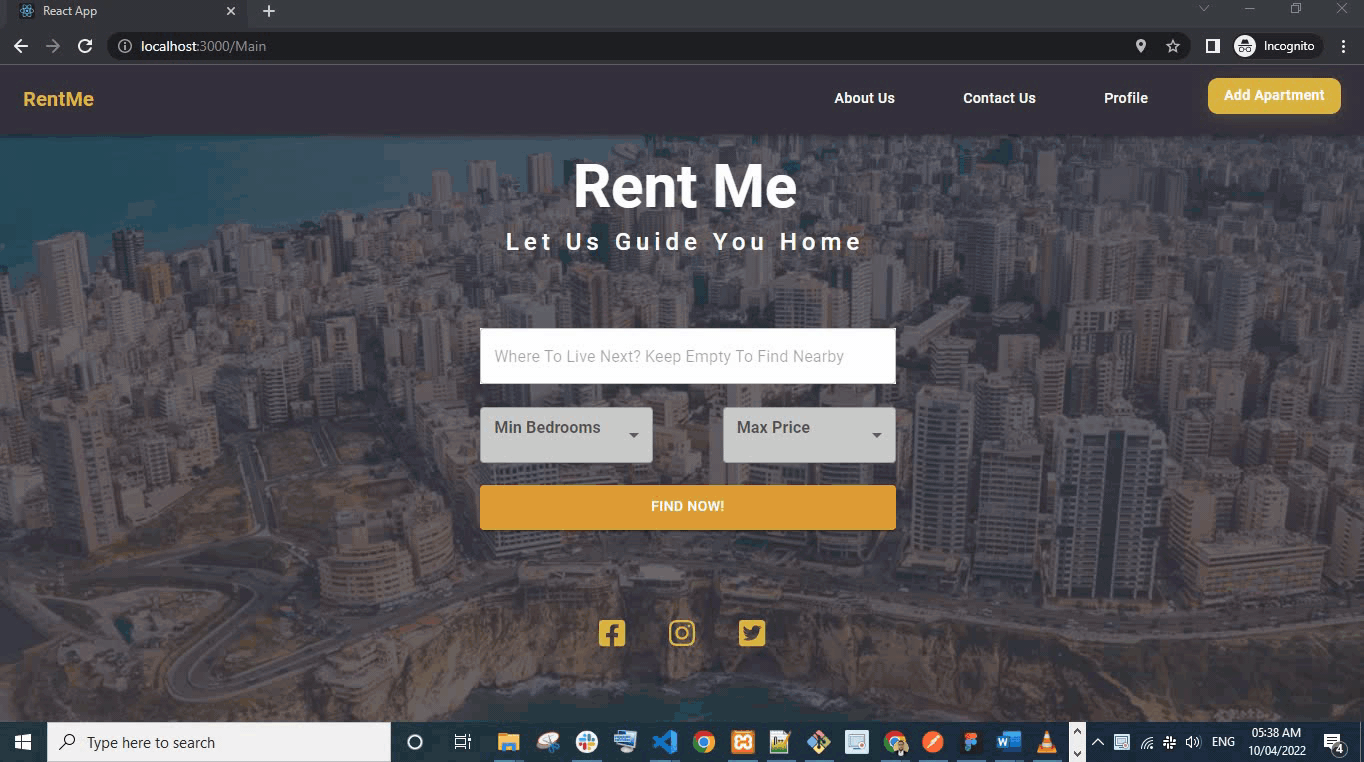 React App
localhost:3000/Main
Incognito
RentMe
About Us
Contact Us
Profile
Add Apartment
Rent Me
Let Us Guide You Home
Where To Live Next? Keep Empty To Find Nearby
Min Bedrooms
Max Price
FIND NOW!
Type here to search
ENG
05:38 AM
10/04/2022
4